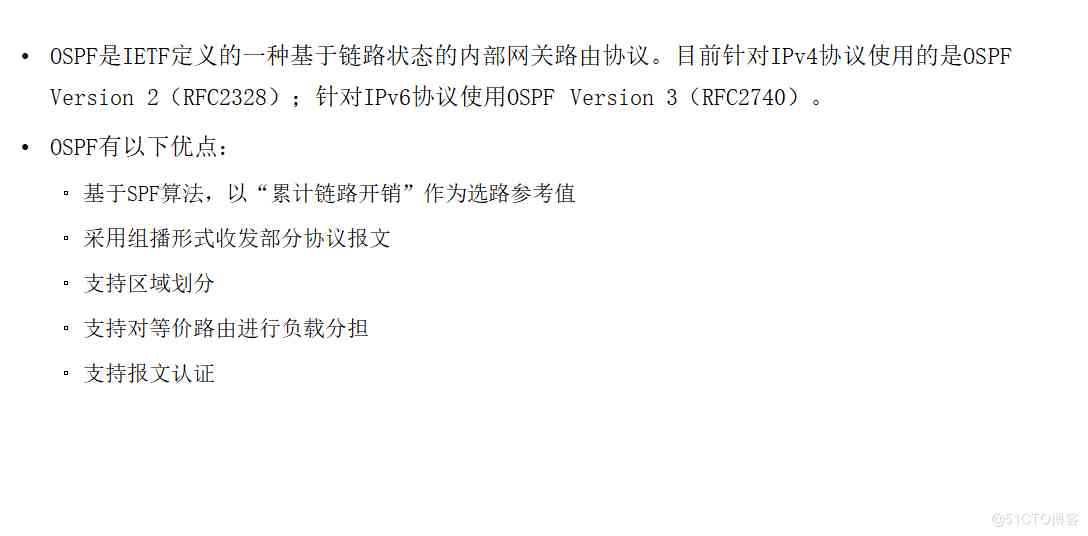 • OSPF是IETF定义的一种基于链路状态的内部网关路由协议。目前针对IPv4协议使用的是OSPF
Version 2（RFC2328）；针对IPv6协议使用OSPF Version 3（RFC2740）。
• OSPF有以下优点：
▫ 基于SPF算法，以“累计链路开销”作为选路参考值
▫ 采用组播形式收发部分协议报文
▫ 支持区域划分
▫ 支持对等价路由进行负载分担
▫ 支持报文认证
@51CTO博客